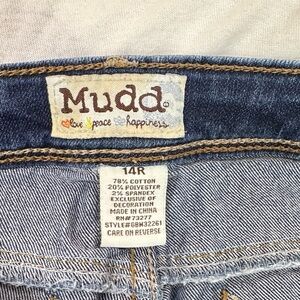 Mudd®
love peace happiness
14R
78% COTTON
20% POLYESTER
2% SPANDEX
EXCLUSIVE OF
DECORATION
MADE IN CHINA
RN#73277
STYLE#GBW32261
CARE ON REVERSE